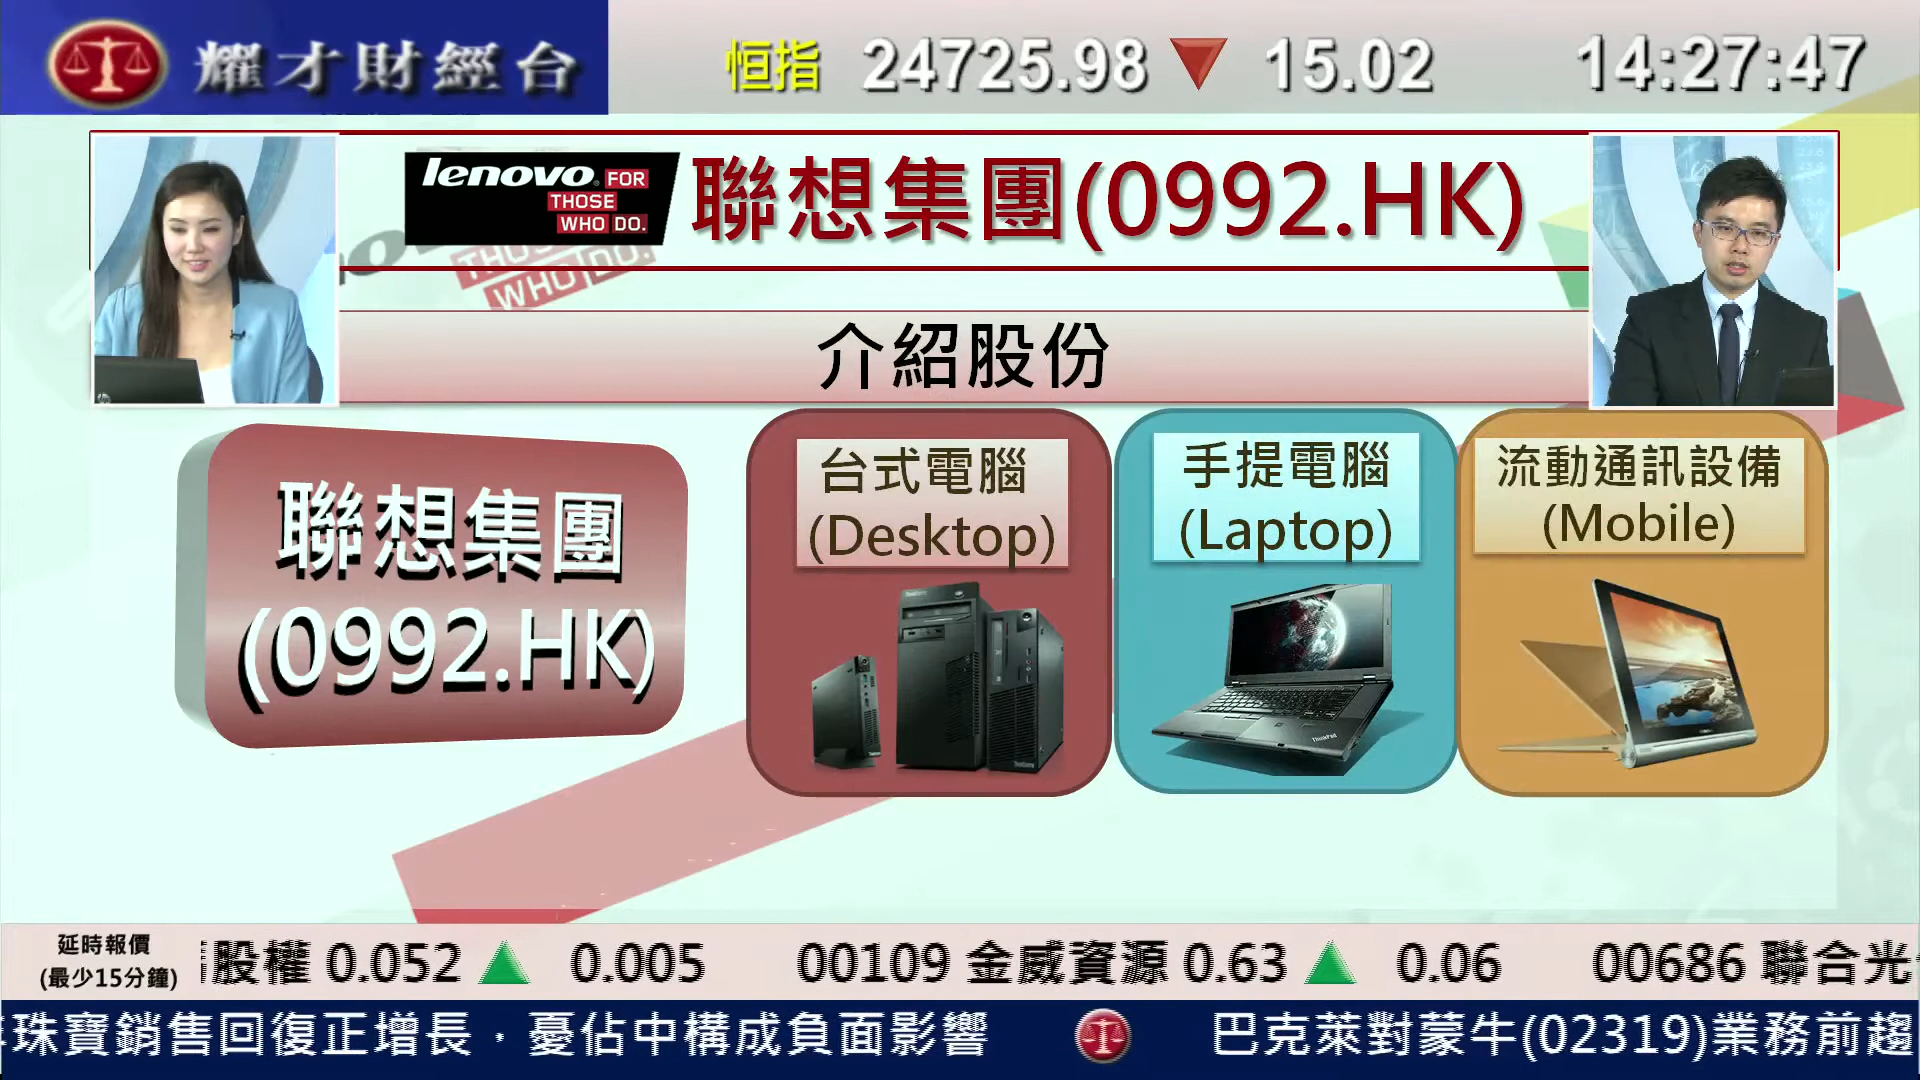 耀才財經台
恒指 24725.98 ▼ 15.02
14:27:47
lenovo FOR
THOSE
WHO DO.
聯想集團(0992.HK)
THOSE
WHO DO.
介紹股份
聯想集團
(0992.HK)
台式電腦
(Desktop)
手提電腦
(Laptop)
流動通訊設備
(Mobile)
ThinkPad
延時報價
(最少15分鐘)
股權 0.052 ▲ 0.005 00109 金威資源 0.63 ▲ 0.06 00686 聯合光
珠寶銷售回復正增長，憂佔中構成負面影響 巴克萊對蒙牛(02319)業務前趨